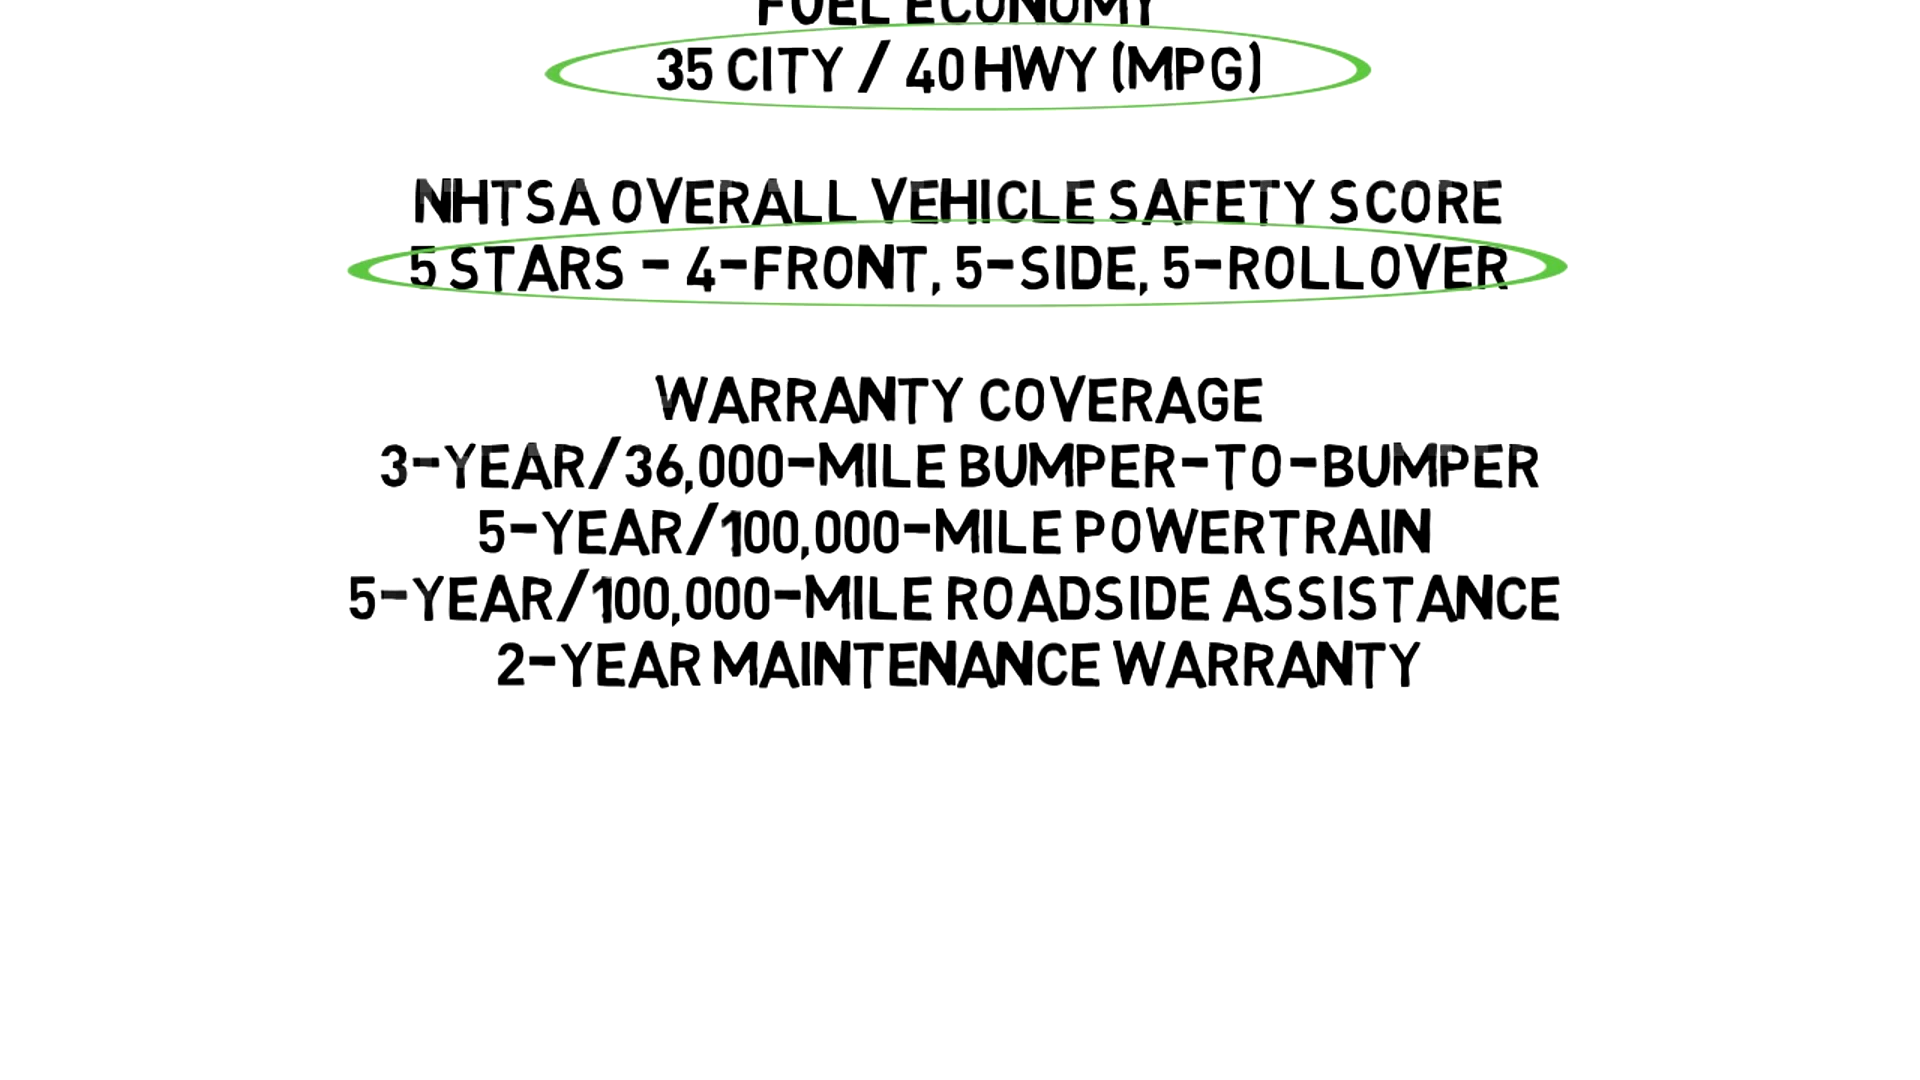 FUEL ECONOMY
35 CITY / 40 HWY (MPG)
NHTSA OVERALL VEHICLE SAFETY SCORE
5 STARS - 4-FRONT, 5-SIDE, 5-ROLLOVER
WARRANTY COVERAGE
3-YEAR/36,000-MILE BUMPER-TO-BUMPER
5-YEAR/100,000-MILE POWERTRAIN
5-YEAR/100,000-MILE ROADSIDE ASSISTANCE
2-YEAR MAINTENANCE WARRANTY